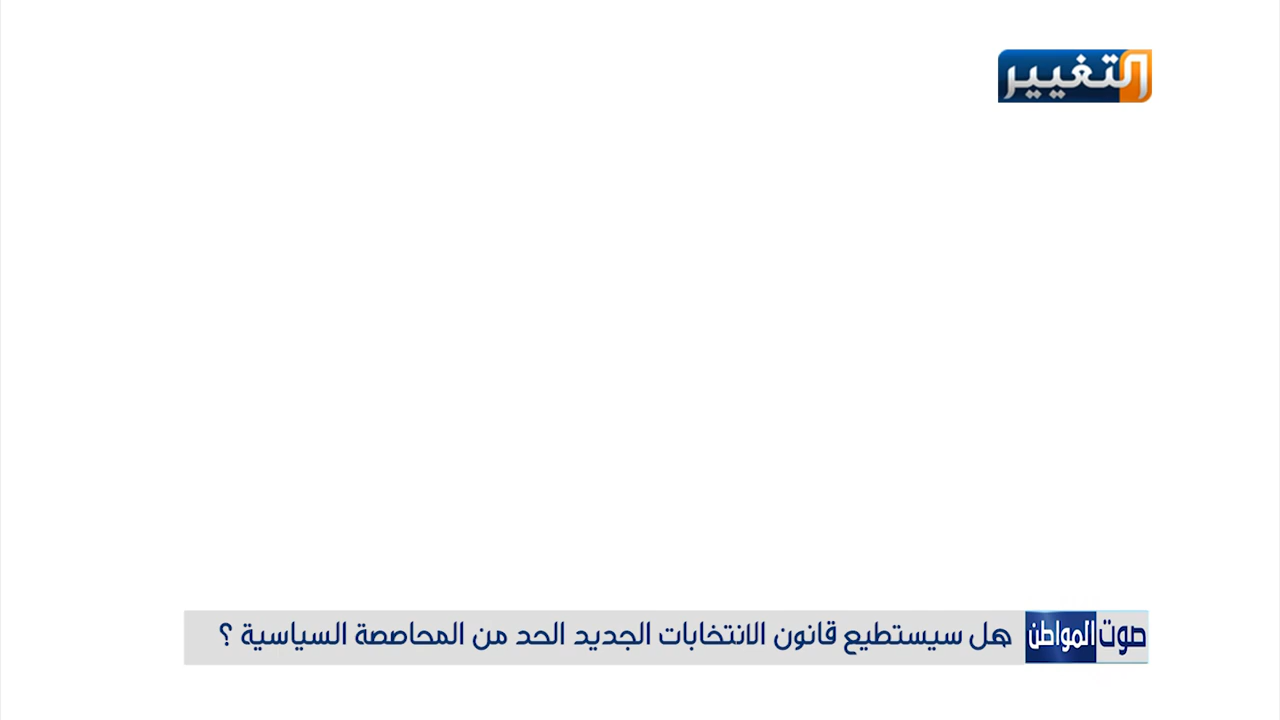 التغيير
صوت المواطن
هل سيستطيع قانون الانتخابات الجديد الحد من المحاصصة السياسية ؟